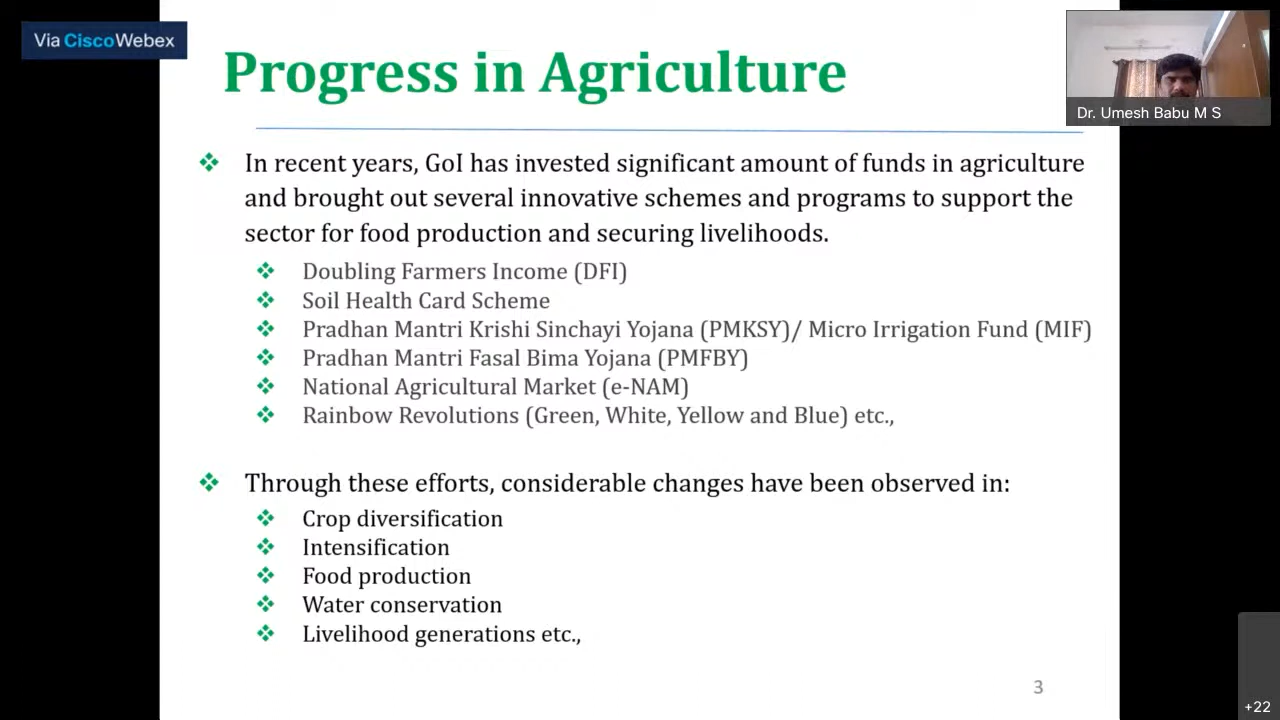 Via Cisco Webex
Progress in Agriculture
Dr. Umesh Babu M S
❖ In recent years, GoI has invested significant amount of funds in agriculture
and brought out several innovative schemes and programs to support the
sector for food production and securing livelihoods.
❖ Doubling Farmers Income (DFI)
❖ Soil Health Card Scheme
❖ Pradhan Mantri Krishi Sinchayi Yojana (PMKSY)/ Micro Irrigation Fund (MIF)
❖ Pradhan Mantri Fasal Bima Yojana (PMFBY)
❖ National Agricultural Market (e-NAM)
❖ Rainbow Revolutions (Green, White, Yellow and Blue) etc.,
❖ Through these efforts, considerable changes have been observed in:
❖ Crop diversification
❖ Intensification
❖ Food production
❖ Water conservation
❖ Livelihood generations etc.,
3
+22